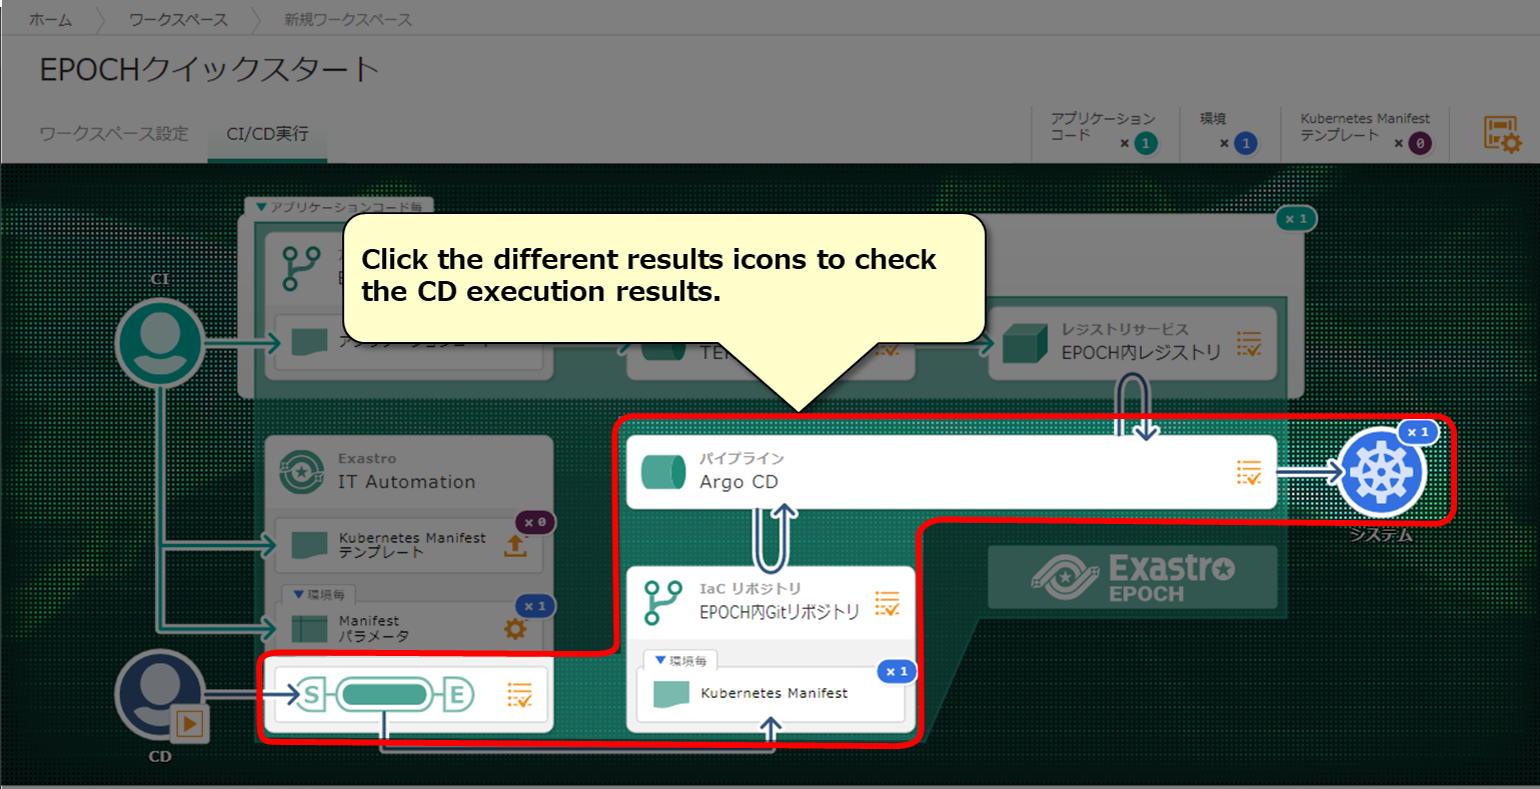 ホーム
ワークスペース
新規ワークスペース
EPOCHクイックスタート
ワークスペース設定
CI/CD実行
アプリケーション
コード
× 1
環境
× 1
Kubernetes Manifest
テンプレート
× 0
▼アプリケーションコード毎
× 1
Click the different results icons to check
the CD execution results.
CI
レジストリサービス
EPOCH内レジストリ
パイプライン
Argo CD
× 1
システム
Exastro
IT Automation
× 0
Kubernetes Manifest
テンプレート
▼環境毎
× 1
Manifest
パラメータ
S
E
CD
IaC リポジトリ
EPOCH内Gitリポジトリ
▼環境毎
× 1
Kubernetes Manifest
Exastro
EPOCH